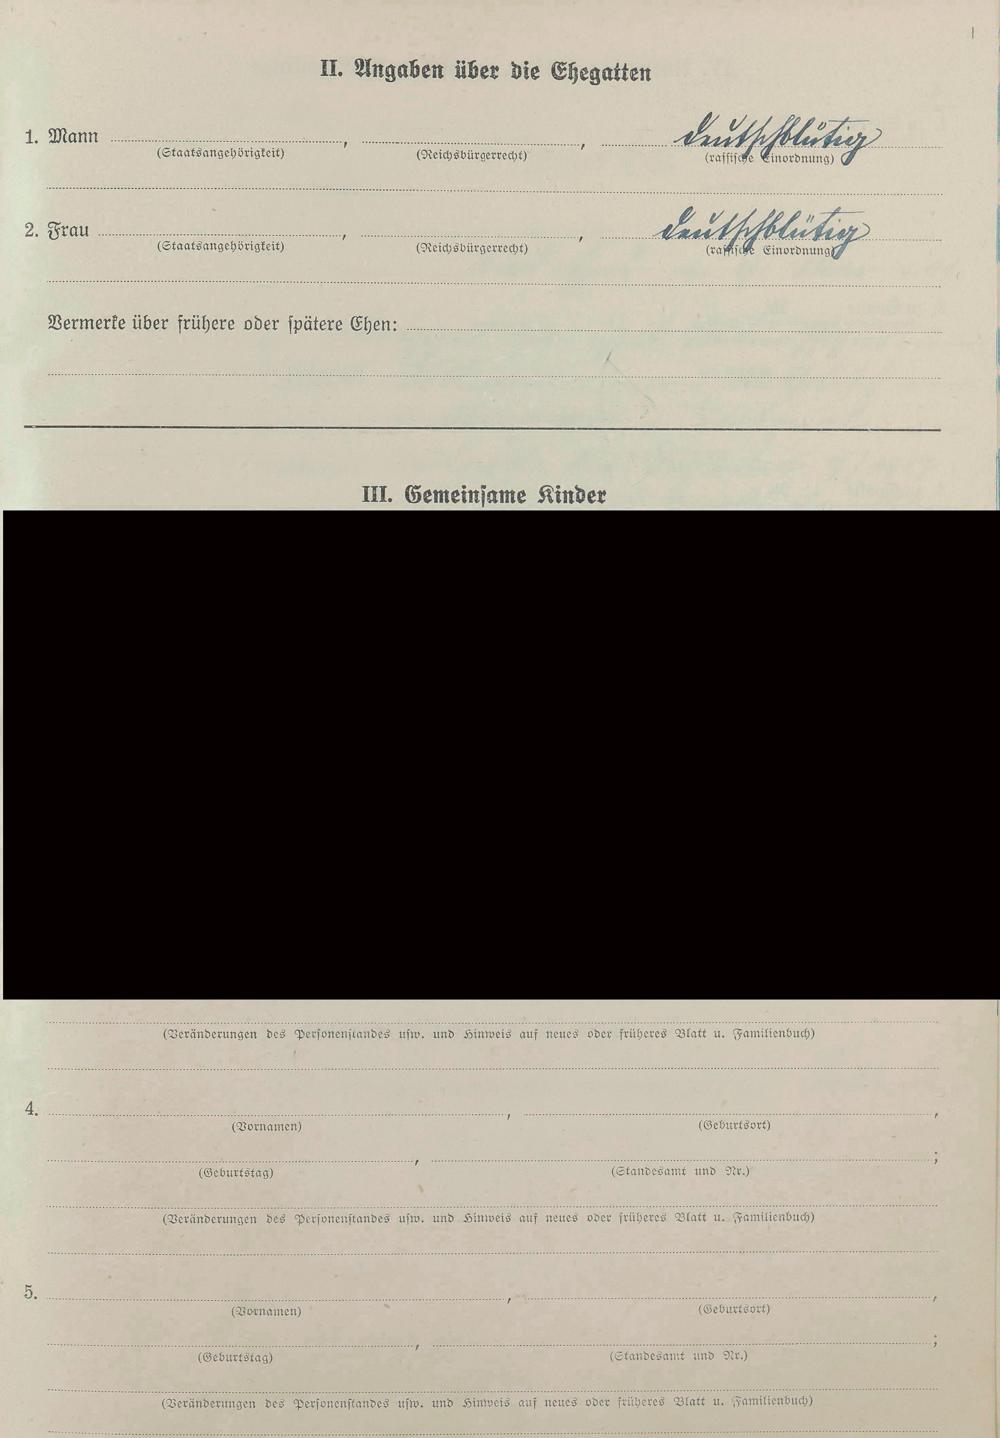 II. Angaben über die Ehegatten
1. Mann , , deutschblütig
(Staatsangehörigkeit) (Reichsbürgerrecht) (rassische Einordnung)
2. Frau , , deutschblütig
(Staatsangehörigkeit) (Reichsbürgerrecht) (rassische Einordnung)
Vermerke über frühere oder spätere Ehen:
III. Gemeinsame Kinder
(Veränderungen des Personenstandes usw. und Hinweis auf neues oder früheres Blatt u. Familienbuch)
4. , ,
(Vornamen) (Geburtsort)
, ;
(Geburtstag) (Standesamt und Nr.)
(Veränderungen des Personenstandes usw. und Hinweis auf neues oder früheres Blatt u. Familienbuch)
5. , ,
(Vornamen) (Geburtsort)
, ;
(Geburtstag) (Standesamt und Nr.)
(Veränderungen des Personenstandes usw. und Hinweis auf neues oder früheres Blatt u. Familienbuch)